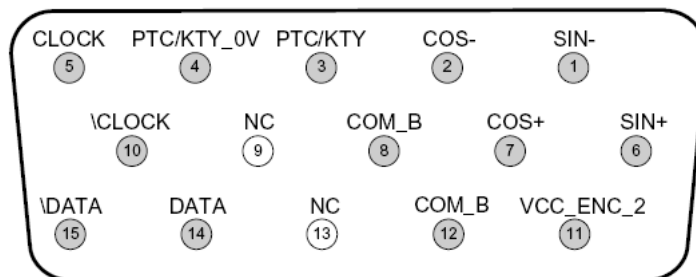 CLOCK PTC/KTY_0V PTC/KTY COS- SIN-
5 4 3 2 1
\CLOCK NC COM_B COS+ SIN+
10 9 8 7 6
\DATA DATA NC COM_B VCC_ENC_2
15 14 13 12 11